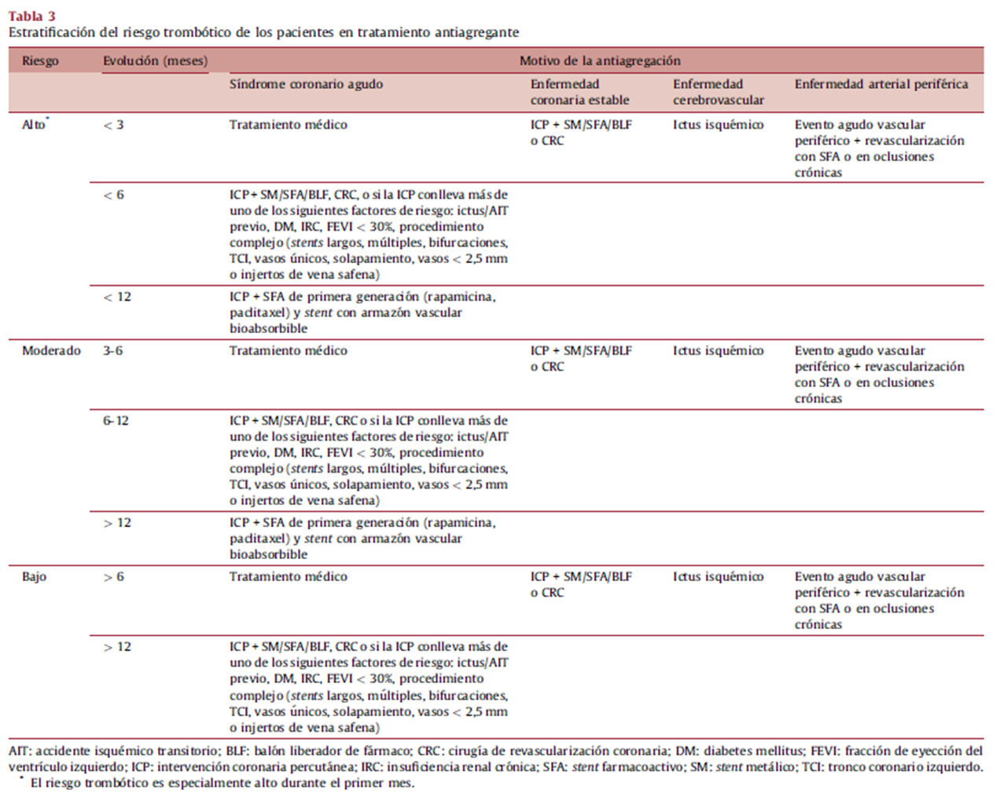 Tabla 3
Estratificación del riesgo trombótico de los pacientes en tratamiento antiagregante
Riesgo Evolución (meses) Motivo de la antiagregación
Síndrome coronario agudo Enfermedad coronaria estable Enfermedad cerebrovascular Enfermedad arterial periférica
Alto* < 3 Tratamiento médico ICP + SM/SFA/BLF o CRC Ictus isquémico Evento agudo vascular
periférico + revascularización
con SFA o en oclusiones
crónicas
< 6 ICP+ SM/SFA/BLF, CRC, o si la ICP conlleva más de
uno de los siguientes factores de riesgo: ictus/AIT
previo, DM, IRC, FEVI < 30%, procedimiento
complejo (stents largos, múltiples, bifurcaciones,
TCI, vasos únicos, solapamiento, vasos < 2,5 mm
o injertos de vena safena)
< 12 ICP + SFA de primera generación (rapamicina,
paclitaxel) y stent con armazón vascular
bioabsorbible
Moderado 3-6 Tratamiento médico ICP + SM/SFA/BLF o CRC Ictus isquémico Evento agudo vascular
periférico + revascularización
con SFA o en oclusiones
crónicas
6-12 ICP + SM/SFA/BLF, CRC o si la ICP conlleva más de
uno de los siguientes factores de riesgo: ictus/AIT
previo, DM, IRC, FEVI < 30%, procedimiento
complejo (stents largos, múltiples, bifurcaciones,
TCI, vasos únicos, solapamiento, vasos < 2,5 mm
o injertos de vena safena)
> 12 ICP + SFA de primera generación (rapamicina,
paclitaxel) y stent con armazón vascular
bioabsorbible
Bajo > 6 Tratamiento médico ICP + SM/SFA/BLF o CRC Ictus isquémico Evento agudo vascular
periférico + revascularización
con SFA o en oclusiones
crónicas
> 12 ICP + SM/SFA/BLF, CRC o si la ICP conlleva más de
uno de los siguientes factores de riesgo: ictus/AIT
previo, DM, IRC, FEVI < 30%, procedimiento
complejo (stents largos, múltiples, bifurcaciones,
TCI, vasos únicos, solapamiento, vasos < 2,5 mm
o injertos de vena safena)
AIT: accidente isquémico transitorio; BLF: balón liberador de fármaco; CRC: cirugía de revascularización coronaria; DM: diabetes mellitus; FEVI: fracción de eyección del
ventrículo izquierdo; ICP: intervención coronaria percutánea; IRC: insuficiencia renal crónica; SFA: stent farmacoactivo; SM: stent metálico; TCI: tronco coronario izquierdo.
* El riesgo trombótico es especialmente alto durante el primer mes.